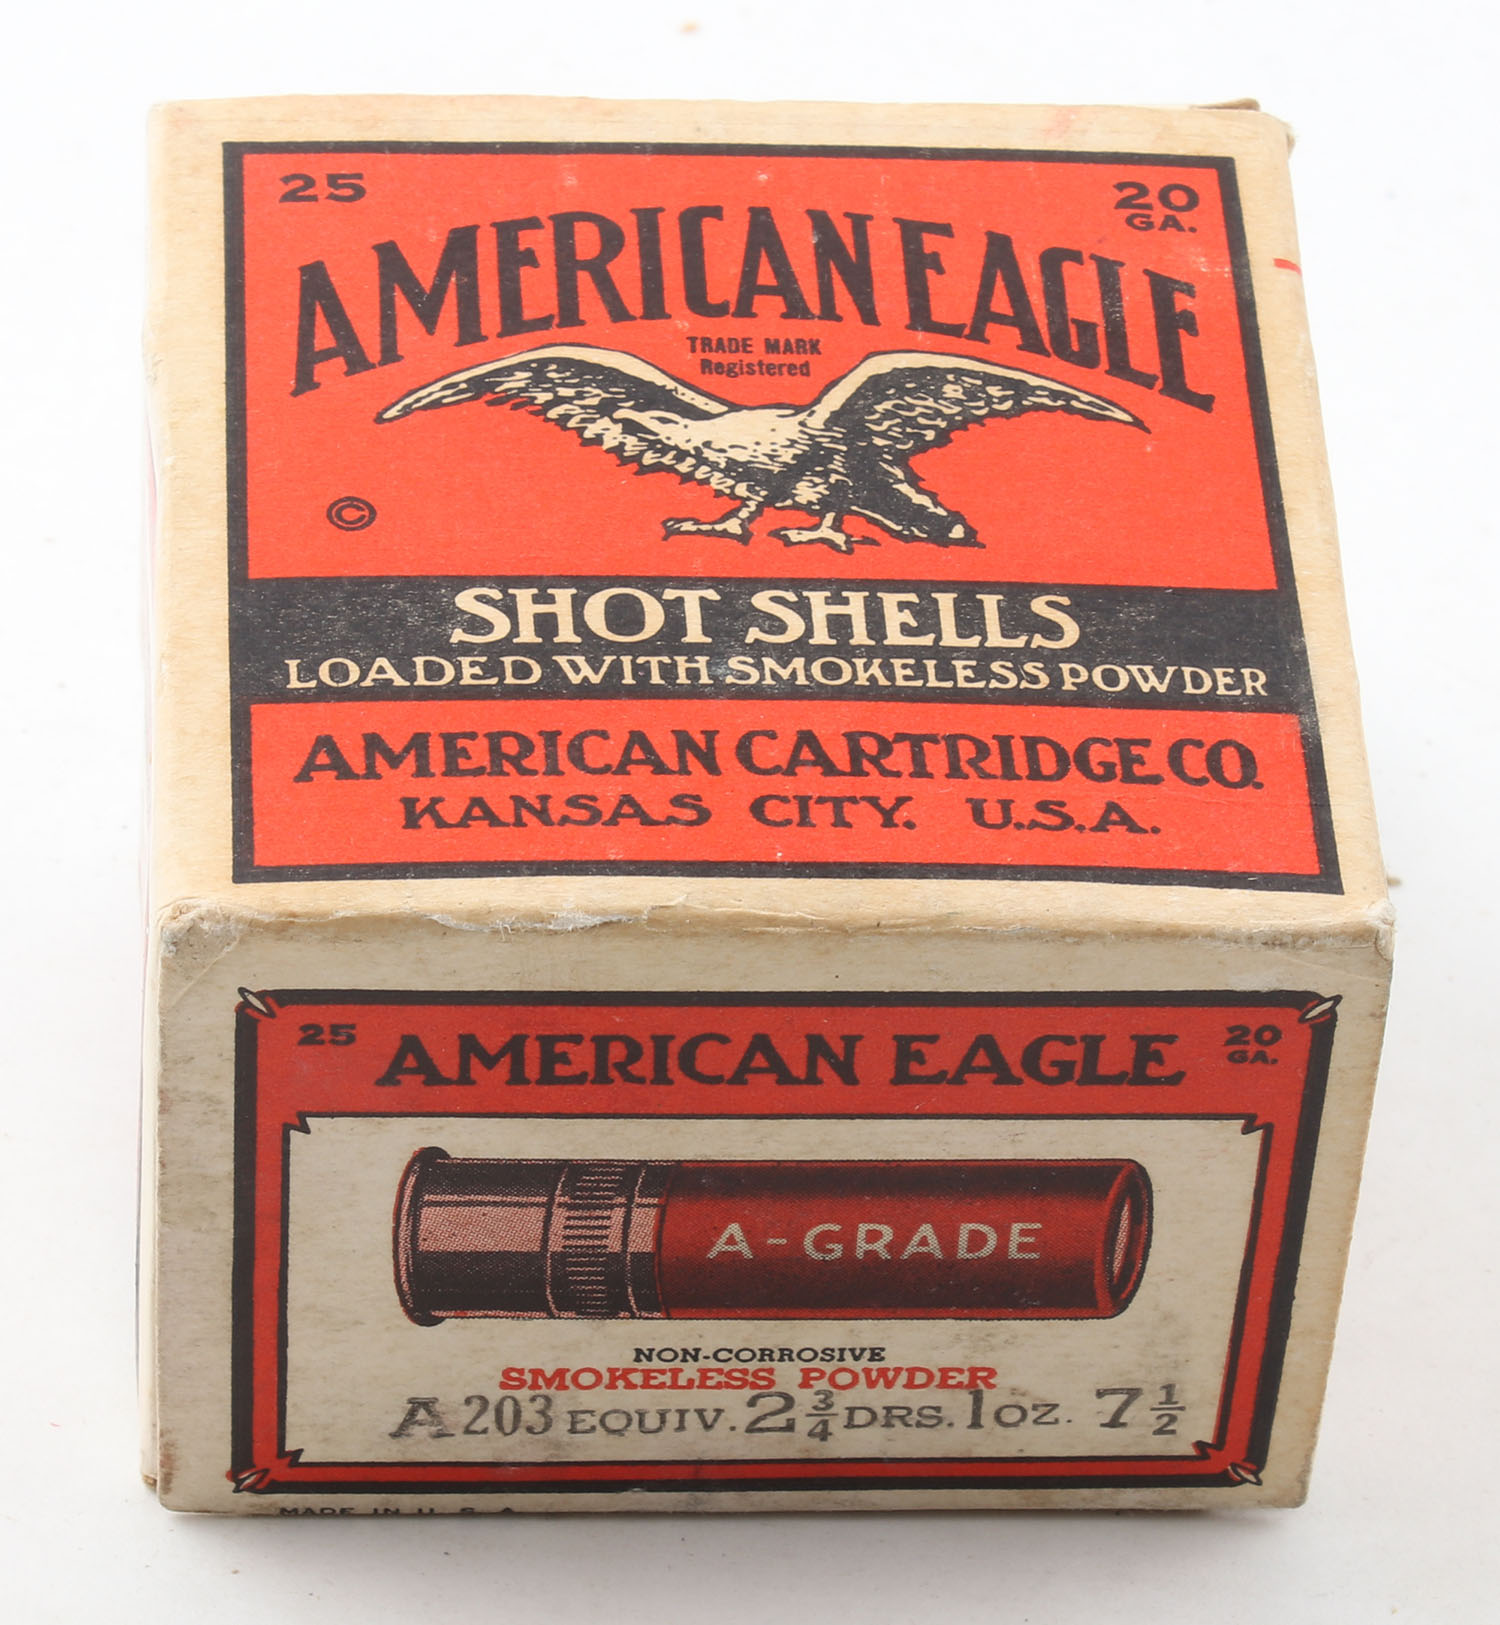 25 20
GA.
AMERICAN EAGLE
TRADE MARK
Registered
©
SHOT SHELLS
LOADED WITH SMOKELESS POWDER
AMERICAN CARTRIDGE CO.
KANSAS CITY. U.S.A.
25 AMERICAN EAGLE 20
GA.
A-GRADE
NON-CORROSIVE
SMOKELESS POWDER
A 203 EQUIV. 2 3/4 DRS. 1 OZ. 7 1/2
MADE IN U. S. A.